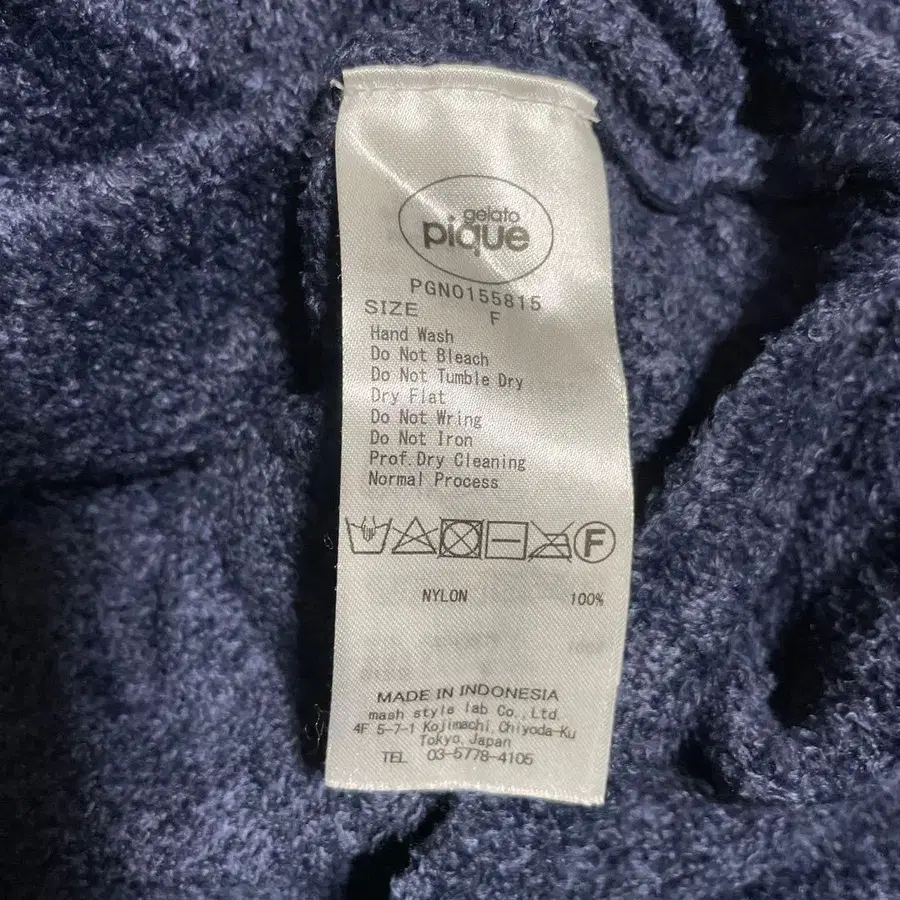 gelato
pique
PGNO155815
SIZE F
Hand Wash
Do Not Bleach
Do Not Tumble Dry
Dry Flat
Do Not Wring
Do Not Iron
Prof.Dry Cleaning
Normal Process
F
NYLON 100%
MADE IN INDONESIA
mash style lab Co.,Ltd.
4F 5-7-1 Kojimachi,Chiyoda-Ku
Tokyo,Japan
TEL 03-5778-4105